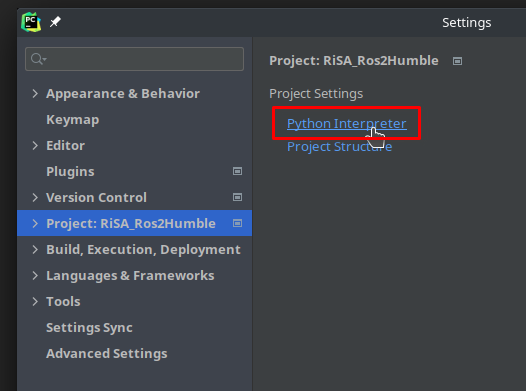 PC
Settings
Appearance & Behavior
Keymap
Editor
Plugins
Version Control
Project: RiSA_Ros2Humble
Build, Execution, Deployment
Languages & Frameworks
Tools
Settings Sync
Advanced Settings
Project: RiSA_Ros2Humble
Project Settings
Python Interpreter
Project Structure